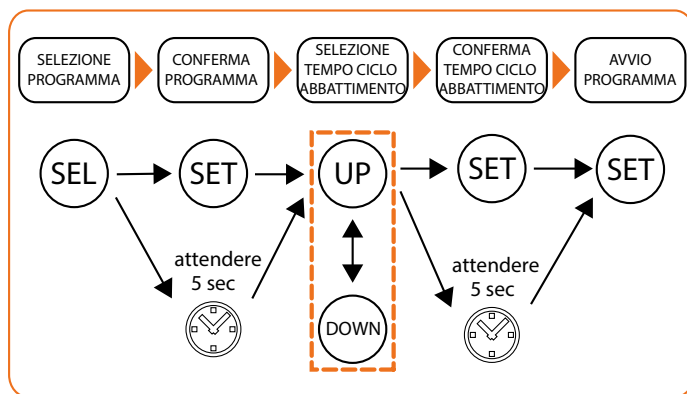 SELEZIONE
PROGRAMMA
CONFERMA
PROGRAMMA
SELEZIONE
TEMPO CICLO
ABBATTIMENTO
CONFERMA
TEMPO CICLO
ABBATTIMENTO
AVVIO
PROGRAMMA
SEL
SET
UP
SET
SET
attendere
5 sec
DOWN
attendere
5 sec